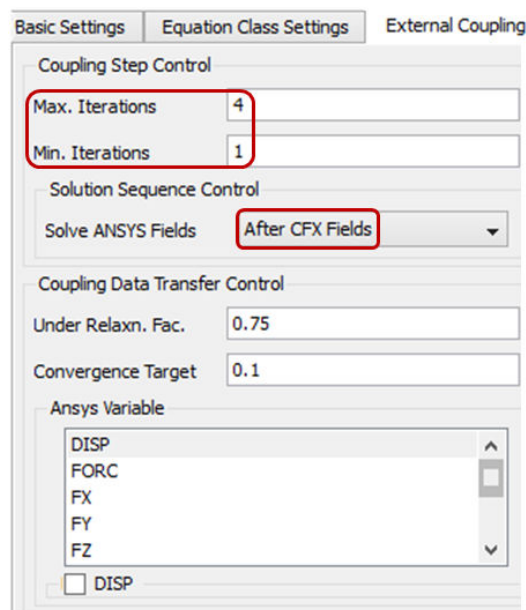 Basic Settings Equation Class Settings External Coupling
Coupling Step Control
Max. Iterations 4
Min. Iterations 1
Solution Sequence Control
Solve ANSYS Fields After CFX Fields
Coupling Data Transfer Control
Under Relaxn. Fac. 0.75
Convergence Target 0.1
Ansys Variable
DISP
FORC
FX
FY
FZ
DISP